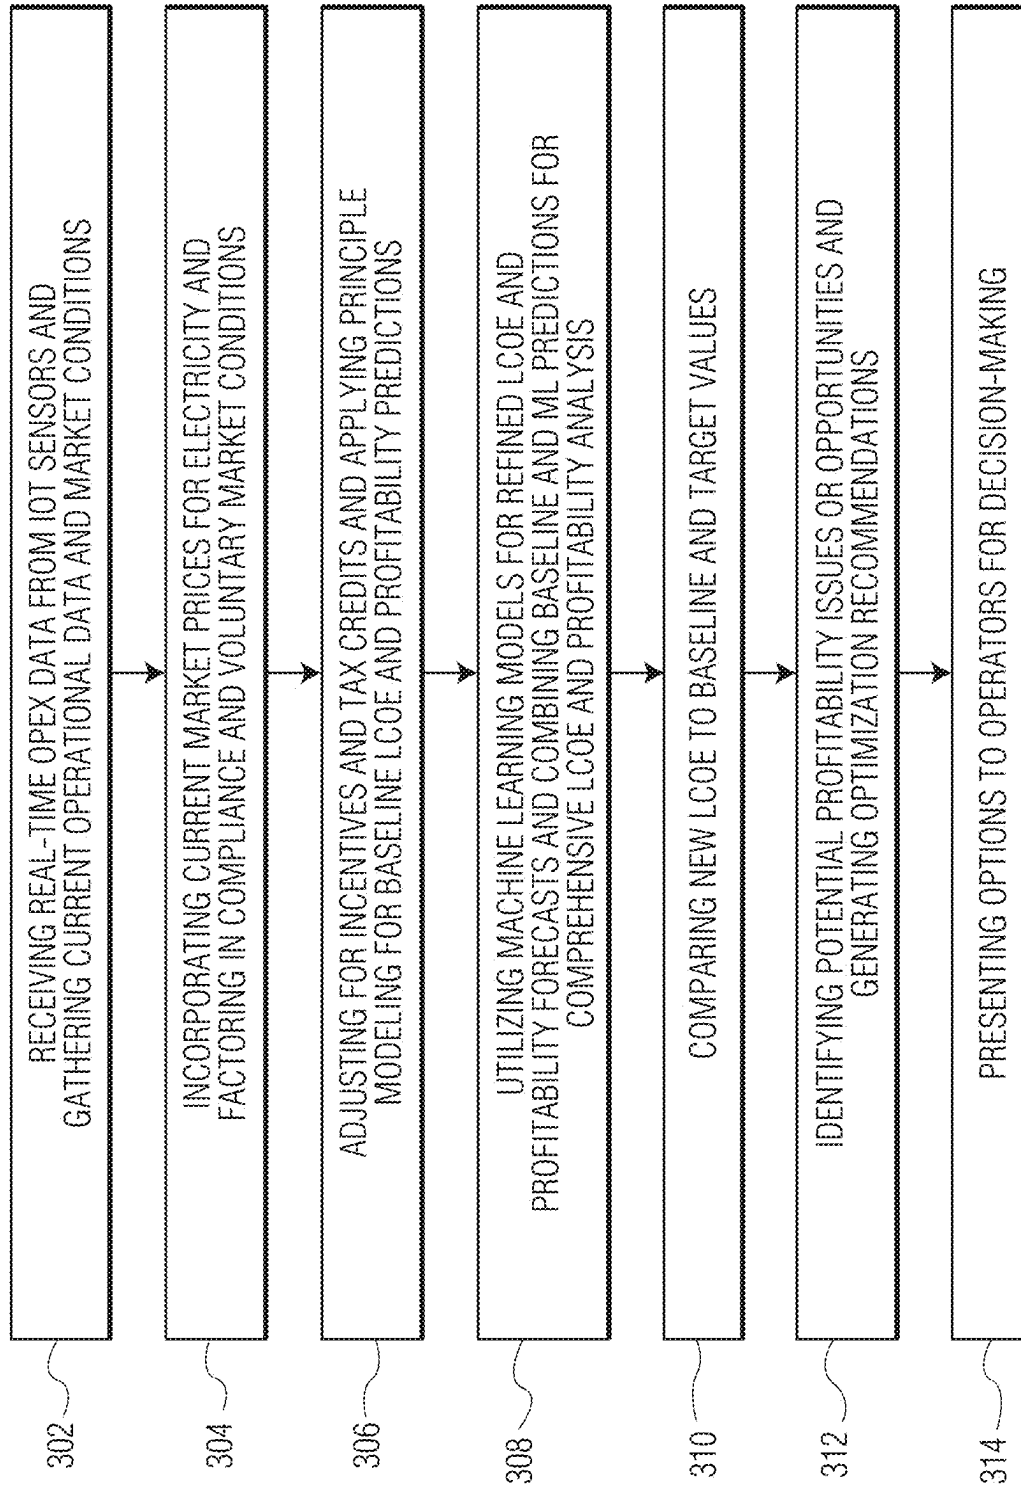 302
RECEIVING REAL-TIME OPEX DATA FROM IOT SENSORS AND
GATHERING CURRENT OPERATIONAL DATA AND MARKET CONDITIONS
304
INCORPORATING CURRENT MARKET PRICES FOR ELECTRICITY AND
FACTORING IN COMPLIANCE AND VOLUNTARY MARKET CONDITIONS
306
ADJUSTING FOR INCENTIVES AND TAX CREDITS AND APPLYING PRINCIPLE
MODELING FOR BASELINE LCOE AND PROFITABILITY PREDICTIONS
308
UTILIZING MACHINE LEARNING MODELS FOR REFINED LCOE AND
PROFITABILITY FORECASTS AND COMBINING BASELINE AND ML PREDICTIONS FOR
COMPREHENSIVE LCOE AND PROFITABILITY ANALYSIS
310
COMPARING NEW LCOE TO BASELINE AND TARGET VALUES
312
IDENTIFYING POTENTIAL PROFITABILITY ISSUES OR OPPORTUNITIES AND
GENERATING OPTIMIZATION RECOMMENDATIONS
314
PRESENTING OPTIONS TO OPERATORS FOR DECISION-MAKING